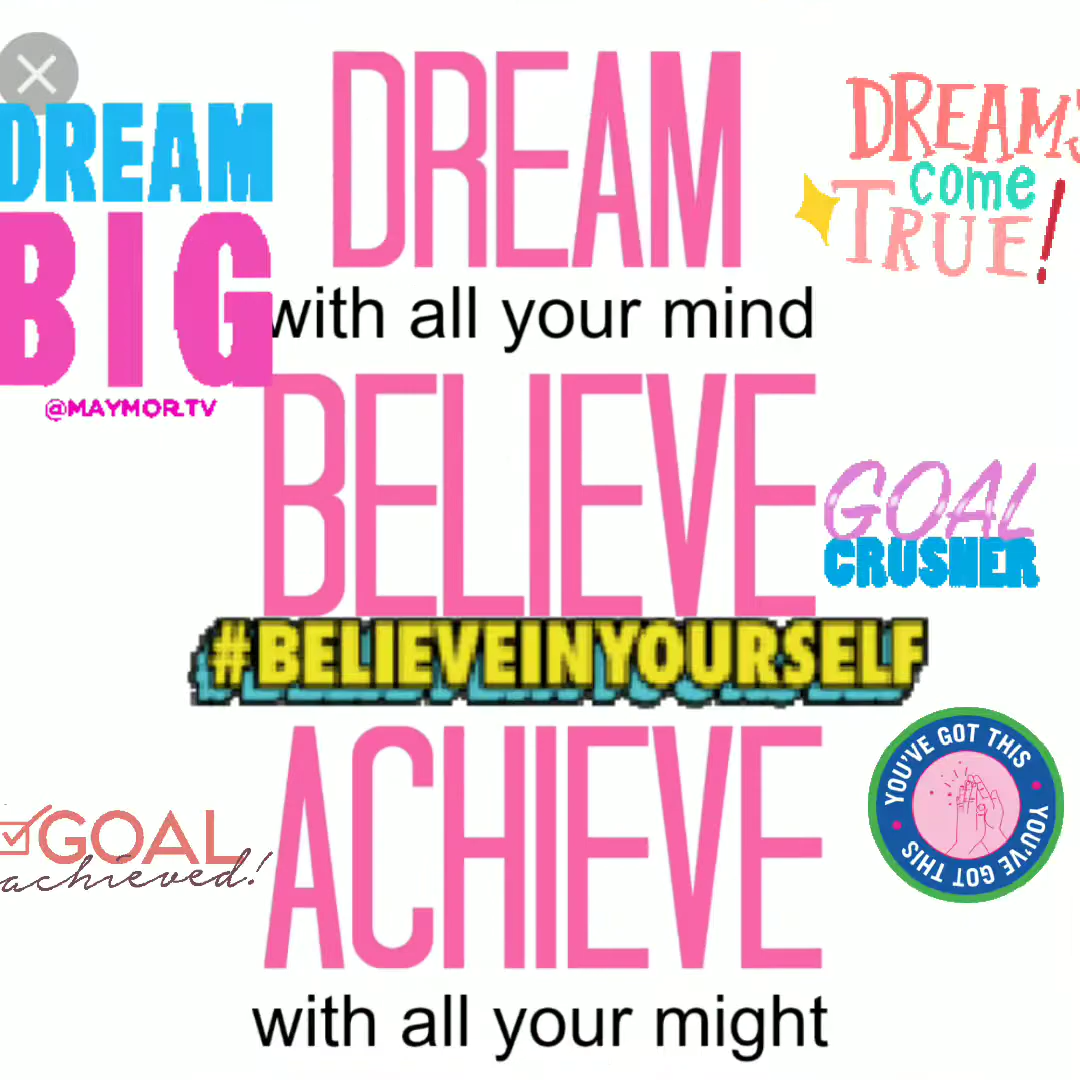 DREAM
with all your mind
BELIEVE
#BELIEVEINYOURSELF
ACHIEVE
with all your might
DREAM
BIG
@MAYMOR.TV
DREAMS
come
TRUE!
GOAL
CRUSHER
GOAL
achieved!
YOU'VE GOT THIS
YOU'VE GOT THIS